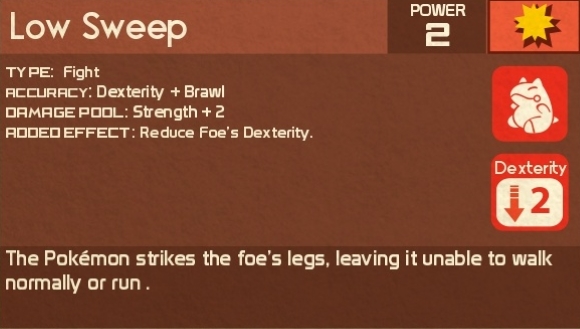 Low Sweep
POWER
2
TYPE: Fight
ACCURACY: Dexterity + Brawl
DAMAGE POOL: Strength + 2
ADDED EFFECT: Reduce Foe's Dexterity.
Dexterity
2
The Pokémon strikes the foe's legs, leaving it unable to walk
normally or run .